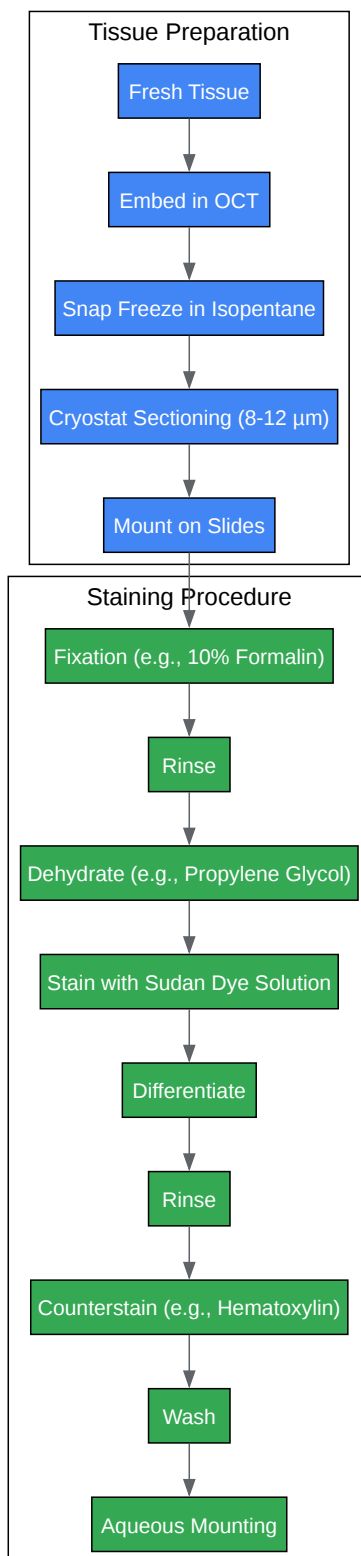 Tissue Preparation
Fresh Tissue
Embed in OCT
Snap Freeze in Isopentane
Cryostat Sectioning (8-12 µm)
Mount on Slides
Staining Procedure
Fixation (e.g., 10% Formalin)
Rinse
Dehydrate (e.g., Propylene Glycol)
Stain with Sudan Dye Solution
Differentiate
Rinse
Counterstain (e.g., Hematoxylin)
Wash
Aqueous Mounting